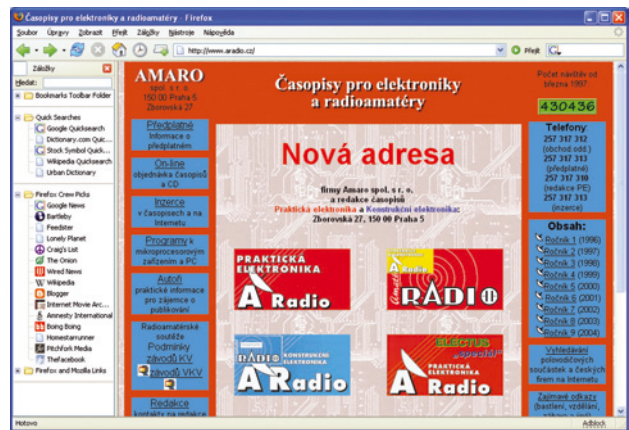 Časopisy pro elektroniky a radioamatéry - Firefox
Soubor Úpravy Zobrazit Přejít Záložky Nástroje Nápověda
http://www.aradio.cz/
Přejít
Záložky
Hledat:
Bookmarks Toolbar Folder
Quick Searches
Google Quicksearch
Dictionary.com Quic...
Stock Symbol Quick...
Wikipedia Quicksearch
Urban Dictionary
Firefox Crew Picks
Google News
Bartleby
Feedster
Lonely Planet
Craig's List
The Onion
Wired News
Wikipedia
Blogger
Internet Movie Arc...
Amnesty International
Boing Boing
Homestarrunner
Pitchfork Media
Thefacebook
Firefox and Mozilla Links
AMARO
spol. s r. o.
150 00 Praha 5
Zborovská 27
Předplatné
Informace o
předplatném
On-line
objednávka časopisů
a CD
Inzerce
v časopisech a na
Internetu
Programy k
mikroprocesorovým
zařízením a PC
Autoři
praktické informace
pro zájemce o
publikování
Radioamatérské
soutěže
Podmínky
závodů KV
závodů VKV
Redakce
kontakty na redakce
Časopisy pro elektroniky
a radioamatéry
Nová adresa
firmy Amaro spol. s r. o.
a redakce časopisů
Praktická elektronika a Konstrukční elektronika:
Zborovská 27, 150 00 Praha 5
PRAKTICKÁ
ELEKTRONIKA
A Radio
Amatérské
RÁDIO
RÁDIO KONSTRUKČNÍ
ELEKTRONIKA
A Radio
ELECTUS
„speciál"
PRAKTICKÁ
ELEKTRONIKA
A Radio
Počet návštěv od
března 1997:
430436
Telefony
257 317 312
(obchod.odd.)
257 317 313
(předplatné)
257 317 310
(redakce PE)
257 317 313
(inzerce)
Obsah:
Ročník 1 (1996)
Ročník 2 (1997)
Ročník 3 (1998)
Ročník 4 (1999)
Ročník 5 (2000)
Ročník 6 (2001)
Ročník 7 (2002)
Ročník 8 (2003)
Ročník 9 (2004)
Vyhledávání
polovodičových
součástek a českých
firem na Internetu
Zajímavé odkazy
(bastlení, vzdělání,
Hotovo
Adblock